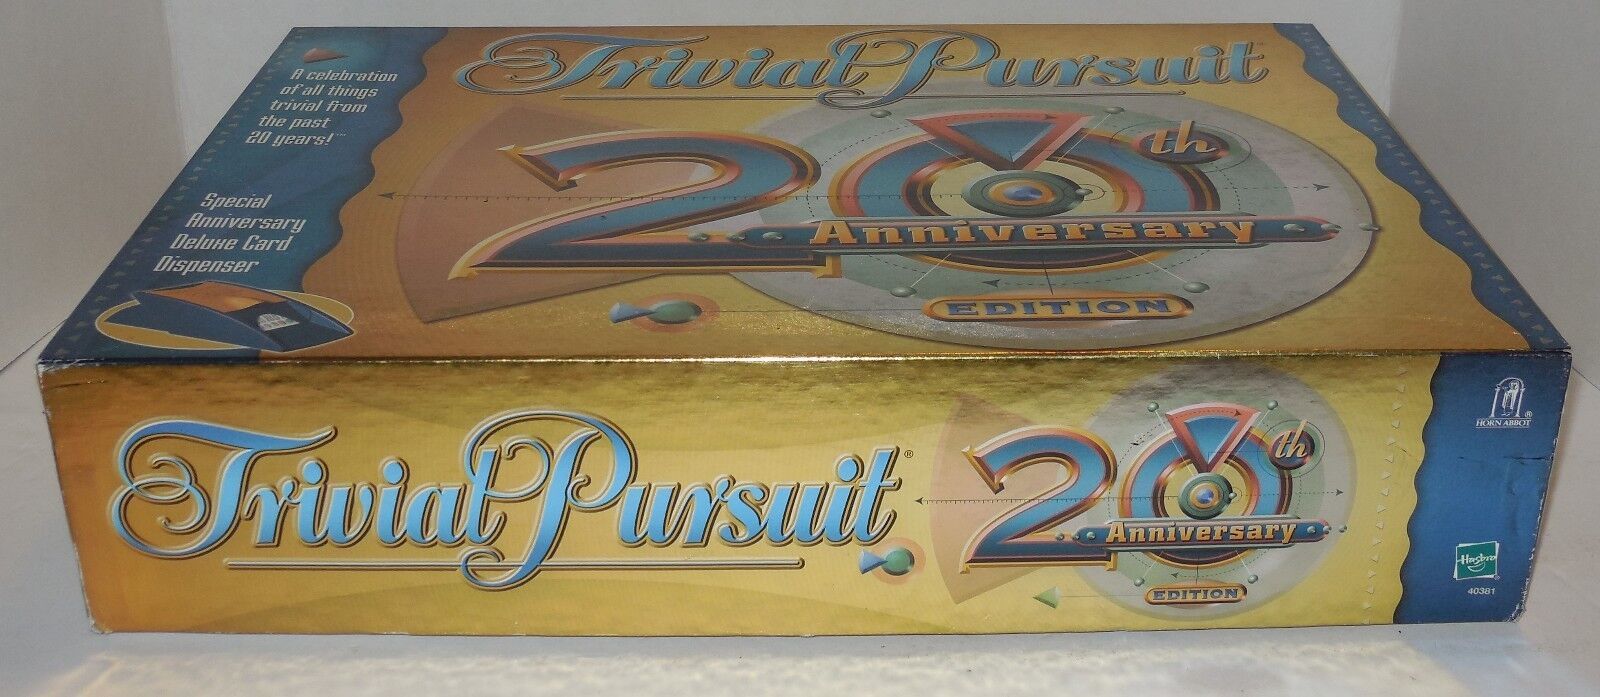 A celebration
of all things
trivial from
the past
20 years!™
Special
Anniversary
Deluxe Card
Dispenser
Trivial Pursuit
20th
Anniversary
EDITION
Trivial Pursuit®
20th
Anniversary
EDITION
HORN ABBOT®
Hasbro®
40381